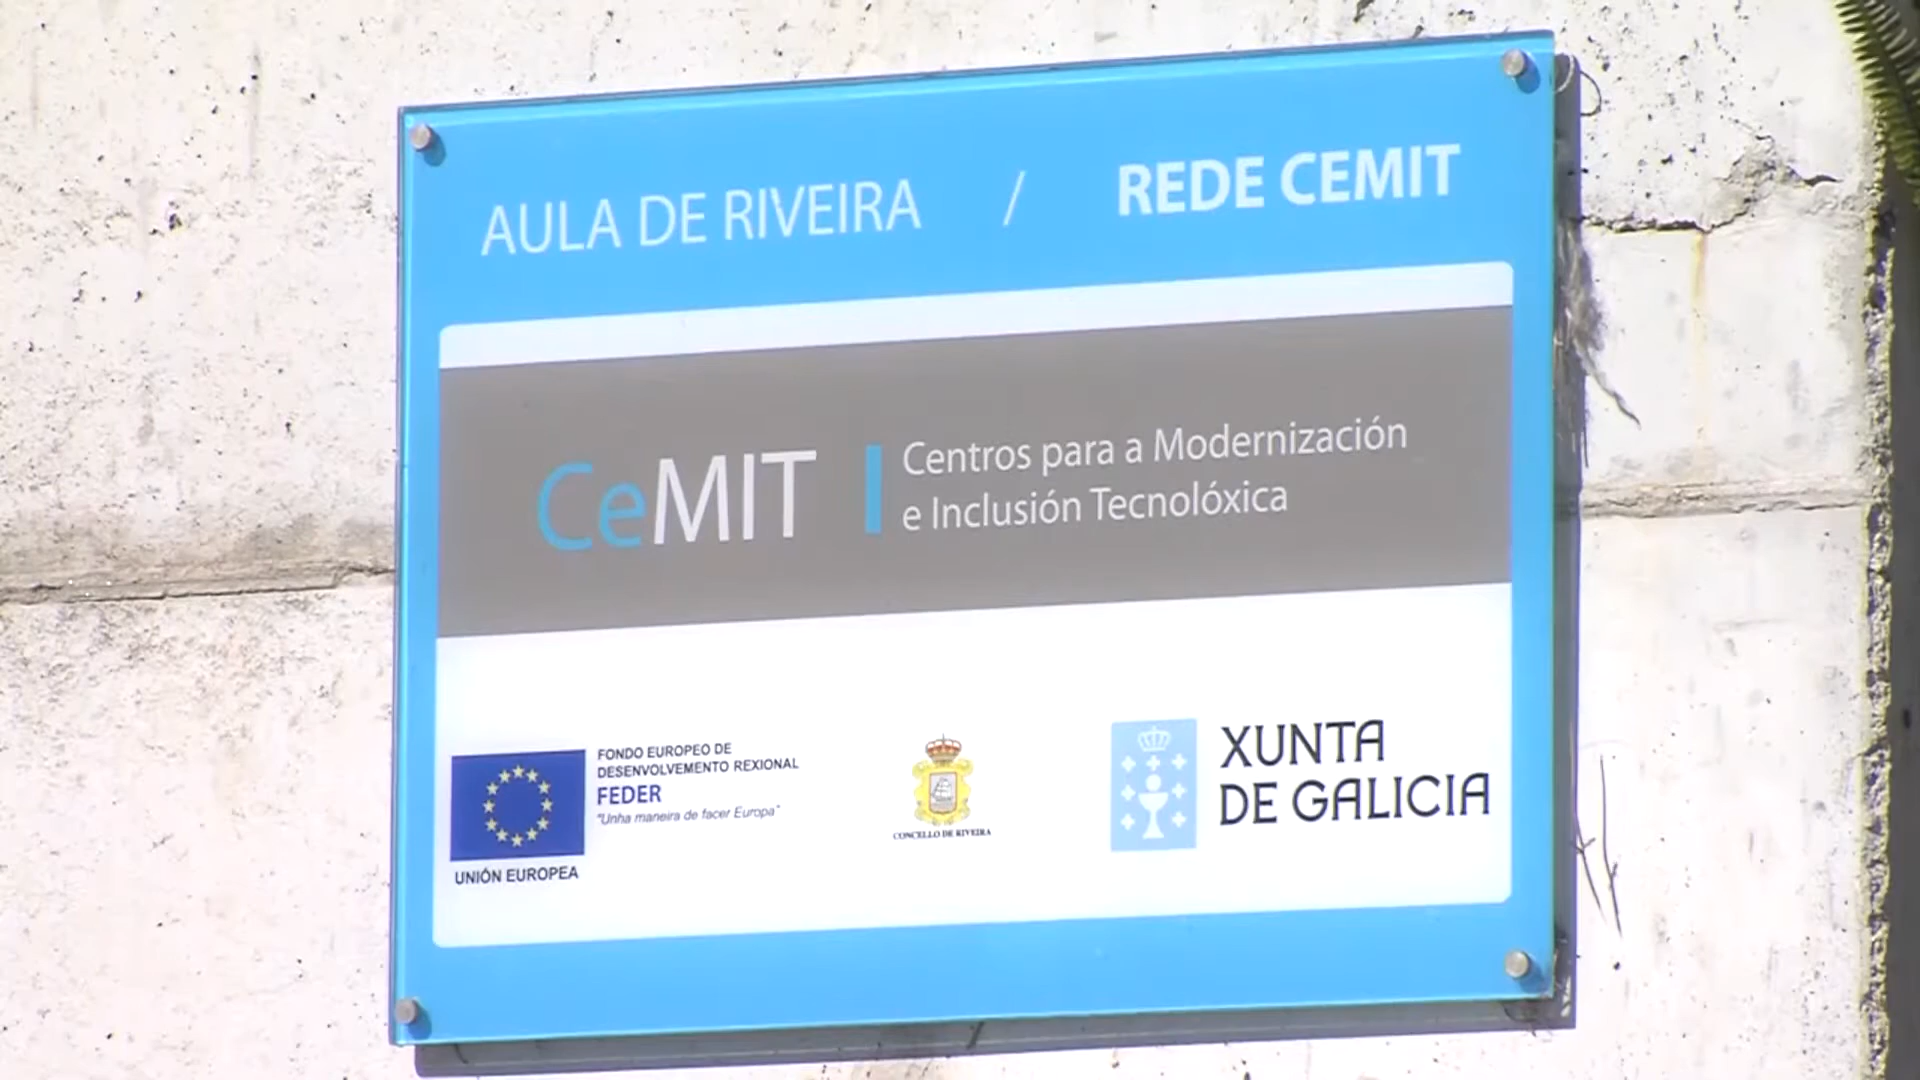 AULA DE RIVEIRA / REDE CEMIT
CeMIT
Centros para a Modernización
e Inclusión Tecnolóxica
FONDO EUROPEO DE
DESENVOLVEMENTO REXIONAL
FEDER
"Unha maneira de facer Europa"
UNIÓN EUROPEA
CONCELLO DE RIVEIRA
XUNTA
DE GALICIA